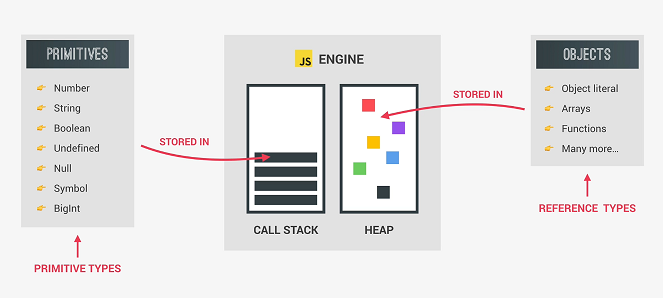 PRIMITIVES
Number
String
Boolean
Undefined
Null
Symbol
BigInt
PRIMITIVE TYPES
STORED IN
JS ENGINE
CALL STACK
HEAP
STORED IN
OBJECTS
Object literal
Arrays
Functions
Many more...
REFERENCE TYPES